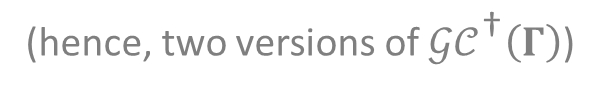 (hence, two versions of 𝒢𝒞†(𝚪))